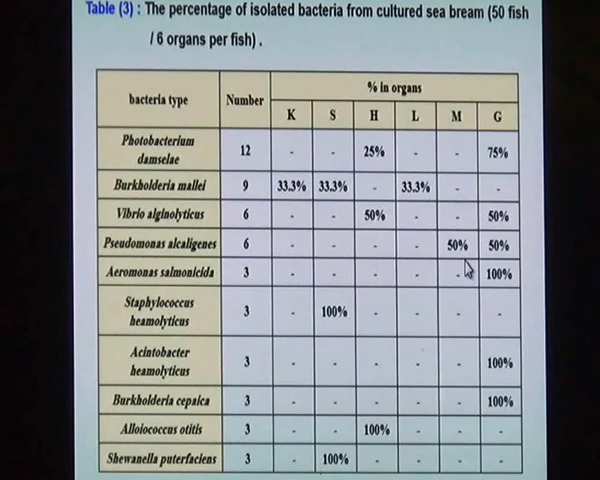 Table (3) : The percentage of isolated bacteria from cultured sea bream (50 fish
/ 6 organs per fish) .
bacteria type Number % in organs
K S H L M G
Photobacterium
damselae 12 - - 25% - - 75%
Burkholderia mallei 9 33.3% 33.3% - 33.3% - -
Vibrio alginolyticus 6 - - 50% - - 50%
Pseudomonas alcaligenes 6 - - - - 50% 50%
Aeromonas salmonicida 3 - - - - - 100%
Staphylococcus
heamolyticus 3 - 100% - - - -
Acintobacter
heamolyticus 3 - - - - - 100%
Burkholderia cepaica 3 - - - - - 100%
Alloiococcus otitis 3 - - 100% - - -
Shewanella puterfaciens 3 - 100% - - - -